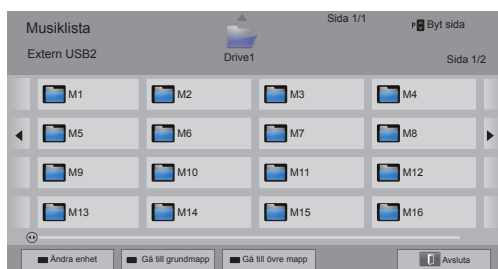 Musiklista
Sida 1/1
P Byt sida
Extern USB2
Drive1
Sida 1/2
M1 M2 M3 M4
M5 M6 M7 M8
M9 M10 M11 M12
M13 M14 M15 M16
Ändra enhet Gå till grundmapp Gå till övre mapp Avsluta